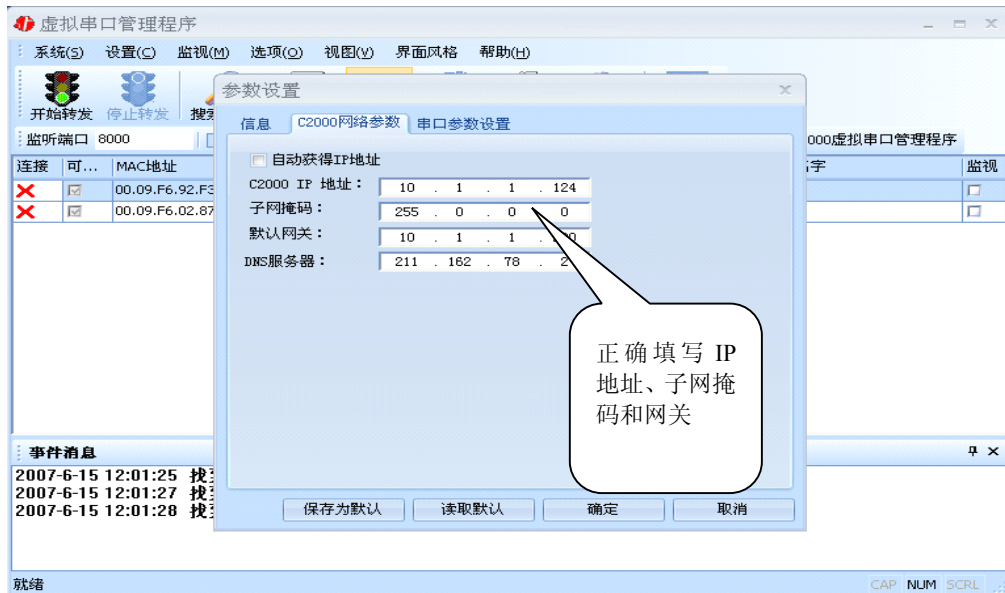 虚拟串口管理程序
系统(S) 设置(C) 监视(M) 选项(O) 视图(V) 界面风格 帮助(H)
开始转发 停止转发
监听端口 8000
000虚拟串口管理程序
连接 可... MAC地址
监视
00.09.F6.92.F3
00.09.F6.02.87
参数设置
信息 C2000网络参数 串口参数设置
自动获得IP地址
C2000 IP 地址： 10 . 1 . 1 . 124
子网掩码： 255 . 0 . 0 . 0
默认网关： 10 . 1 . 1 .
DNS服务器： 211 . 162 . 78 .
正确填写 IP
地址、子网掩
码和网关
保存为默认 读取默认 确定 取消
事件消息
2007-6-15 12:01:25
2007-6-15 12:01:27
2007-6-15 12:01:28
就绪
CAP NUM SCRL